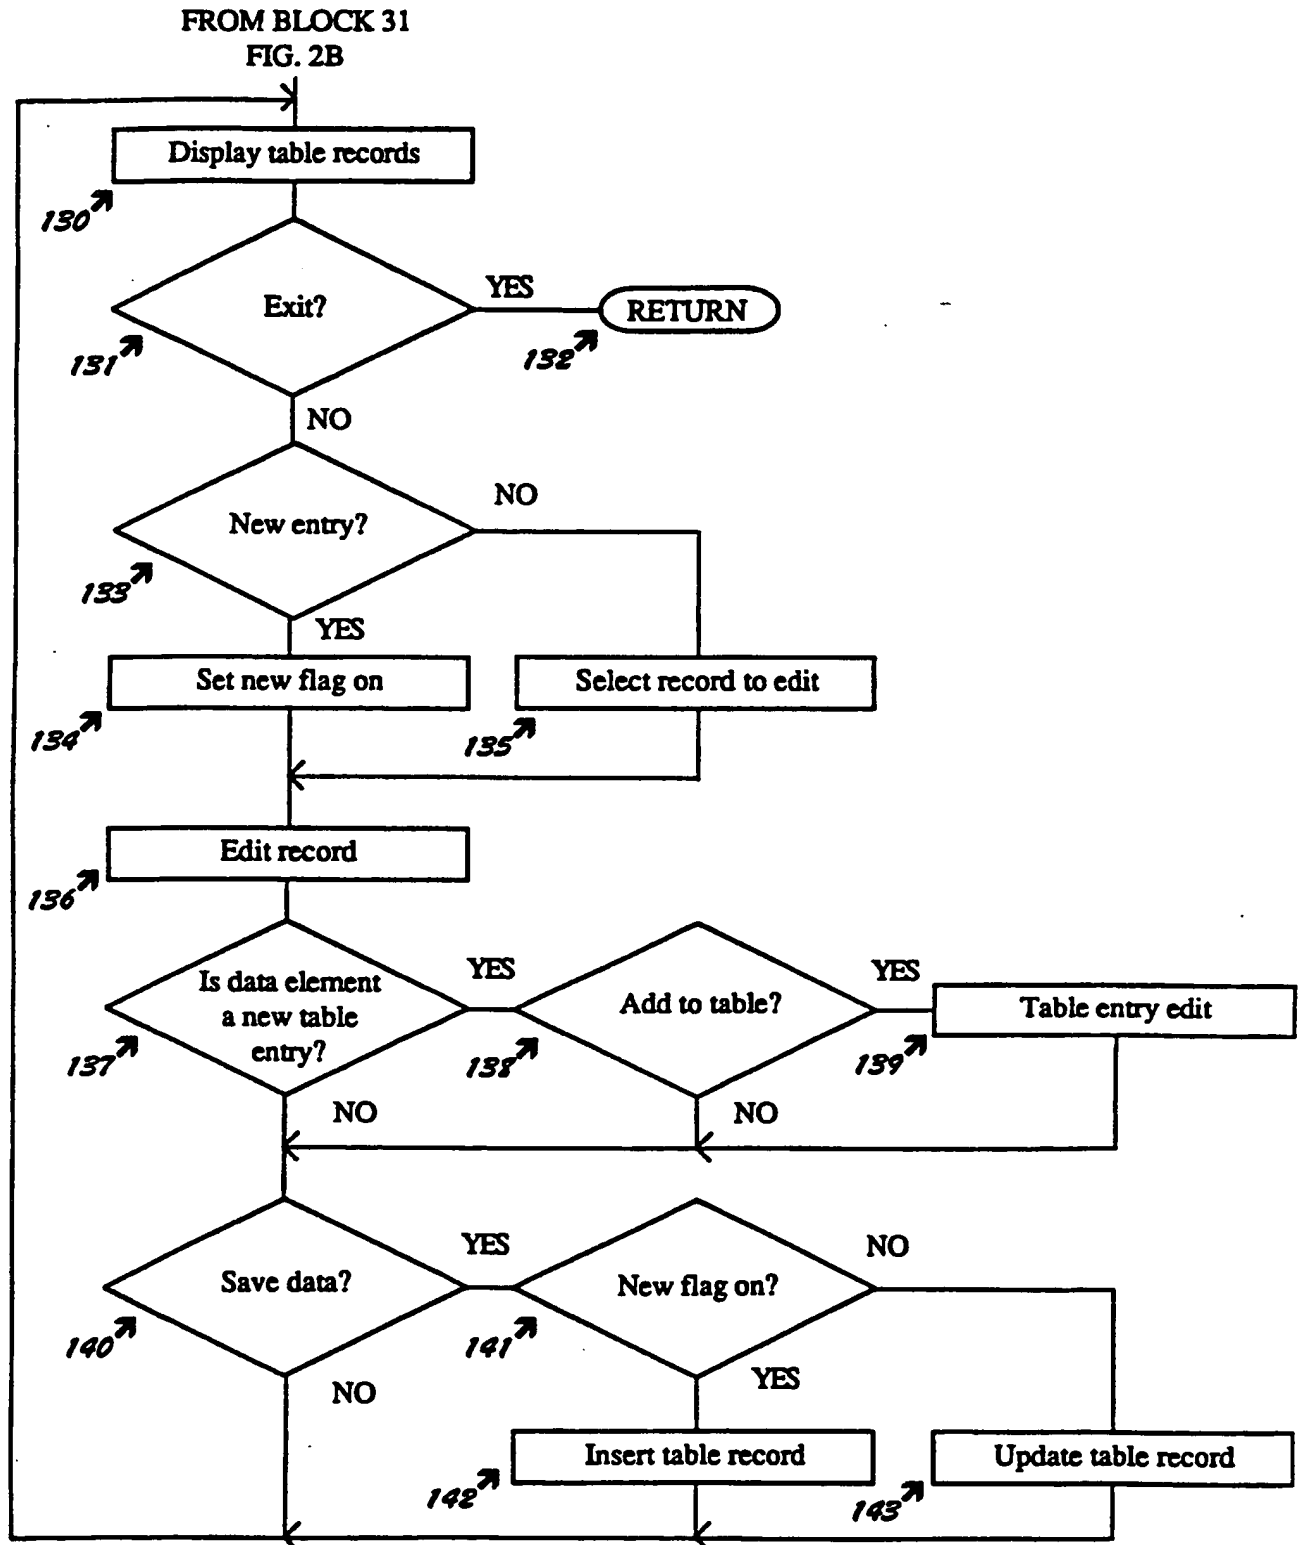 FROM BLOCK 31
FIG. 2B
Display table records
130
Exit?
YES
RETURN
131
132
NO
New entry?
NO
133
YES
Set new flag on
Select record to edit
134
135
Edit record
136
Is data element
a new table
entry?
YES
Add to table?
YES
Table entry edit
137
138
139
NO
NO
Save data?
YES
New flag on?
NO
140
141
NO
YES
Insert table record
Update table record
142
143